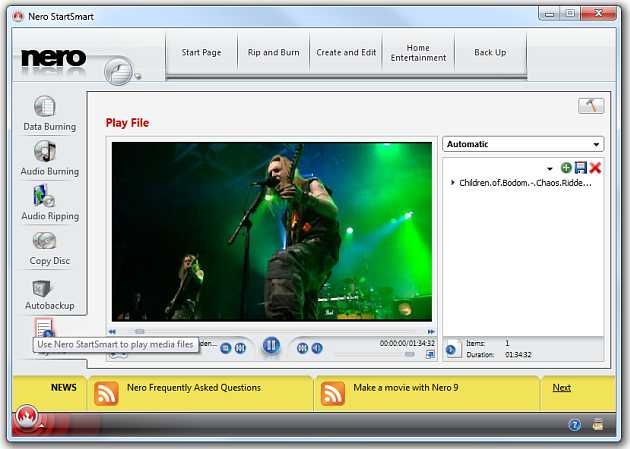 Nero StartSmart
nero
Start Page
Rip and Burn
Create and Edit
Home
Entertainment
Back Up
Data Burning
Audio Burning
Audio Ripping
Copy Disc
Autobackup
Use Nero StartSmart to play media files
Play File
Automatic
Children.of.Bodom.-.Chaos.Ridde...
00:00:00/01:34:32
Items: 1
Duration: 01:34:32
NEWS
Nero Frequently Asked Questions
Make a movie with Nero 9
Next